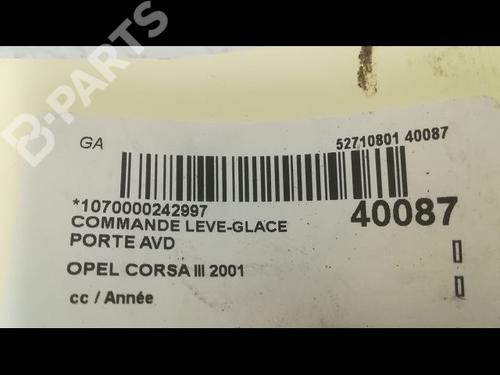 B-PARTS
GA
52710801 40087
*1070000242997
40087
COMMANDE LEVE-GLACE
PORTE AVD
OPEL CORSA III 2001
cc / Année